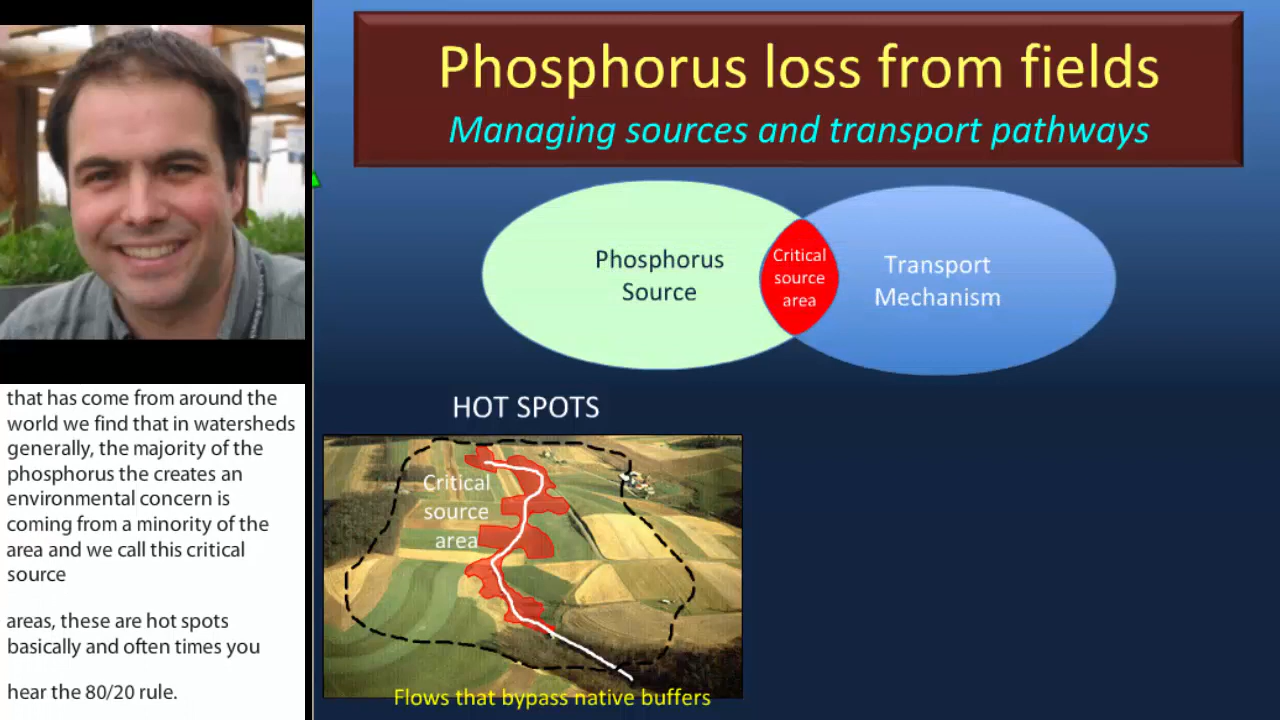 Phosphorus loss from fields
Managing sources and transport pathways
Phosphorus
Source
Critical
source
area
Transport
Mechanism
HOT SPOTS
Critical
source
area
Flows that bypass native buffers
that has come from around the
world we find that in watersheds
generally, the majority of the
phosphorus the creates an
environmental concern is
coming from a minority of the
area and we call this critical
source
areas, these are hot spots
basically and often times you
hear the 80/20 rule.